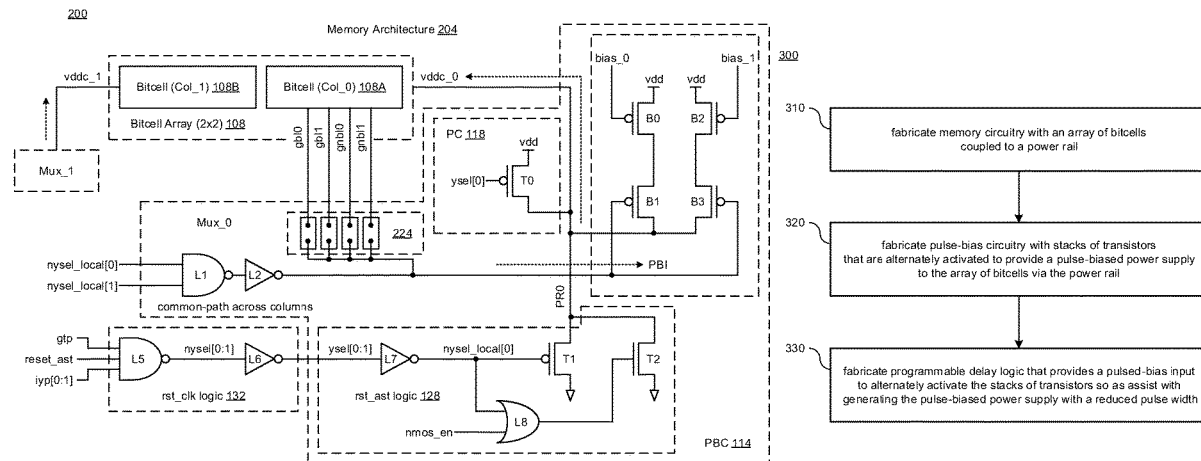 200
Memory Architecture 204
300
vddc_1
Bitcell (Col_1) 108B
Bitcell (Col_0) 108A
vddc_0
Bitcell Array (2x2) 108
bias_0
bias_1
vdd
vdd
B0
B2
Mux_1
gbl0
gbl1
gnbl0
gnbl1
PC 118
vdd
ysel[0]
T0
B1
B3
Mux_0
224
nysel_local[0]
nysel_local[1]
L1
L2
PBI
common-path across columns
PR0
gtp
reset_ast
iyp[0:1]
L5
nysel[0:1]
L6
ysel[0:1]
L7
nysel_local[0]
T1
T2
rst_clk logic 132
rst_ast logic 128
nmos_en
L8
PBC 114
310
fabricate memory circuitry with an array of bitcells
coupled to a power rail
320
fabricate pulse-bias circuitry with stacks of transistors
that are alternately activated to provide a pulse-biased power supply
to the array of bitcells via the power rail
330
fabricate programmable delay logic that provides a pulsed-bias input
to alternately activate the stacks of transistors so as assist with
generating the pulse-biased power supply with a reduced pulse width